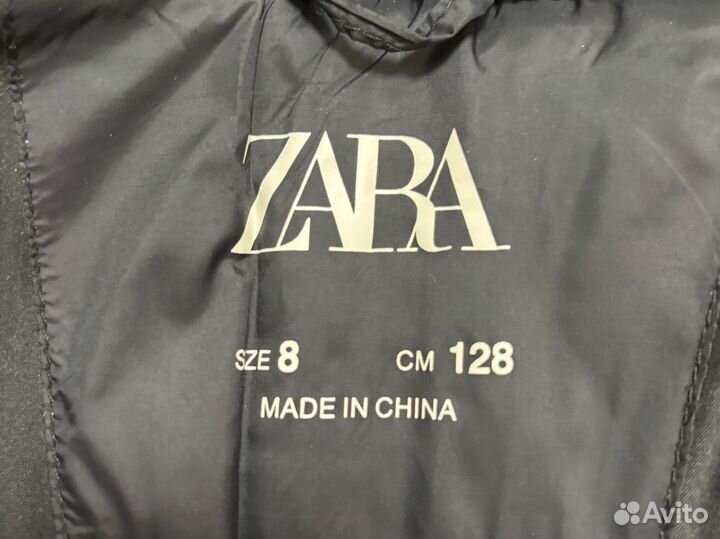 ZARA
SIZE 8 CM 128
MADE IN CHINA
Avito